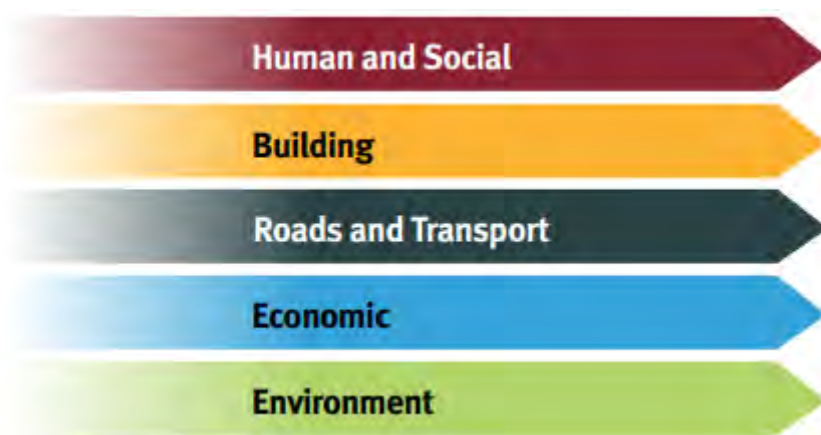 Human and Social
Building
Roads and Transport
Economic
Environment